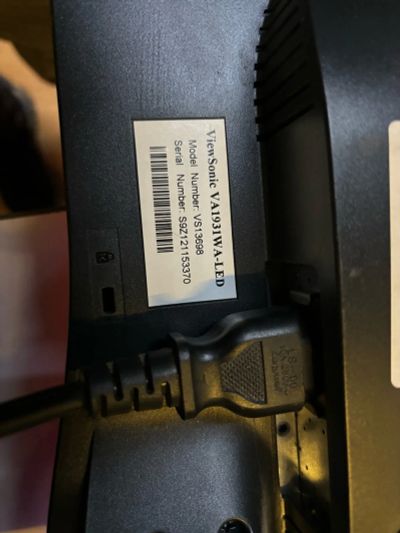 ViewSonic VA1931WA-LED
Model Number: VS13698
Serial Number: S9Z121153370